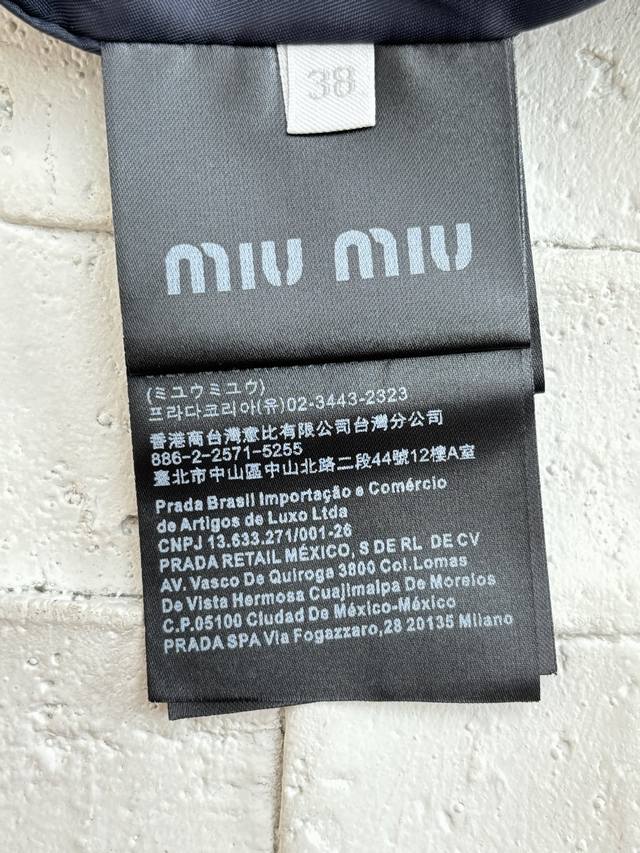 38
miu miu
(ミユウミユウ)
프라다코리아(유)02-3443-2323
香港商台灣意比有限公司台灣分公司
886-2-2571-5255
臺北市中山區中山北路二段44號12樓A室
Prada Brasil Importação e Comércio
de Artigos de Luxo Ltda
CNPJ 13.633.271/001-26
PRADA RETAIL MÉXICO, S DE RL DE CV
AV. Vasco De Quiroga 3800 Col.Lomas
De Vista Hermosa Cuajimalpa De Morelos
C.P.05100 Ciudad De México-México
PRADA SPA Via Fogazzaro,28 20135 Milano